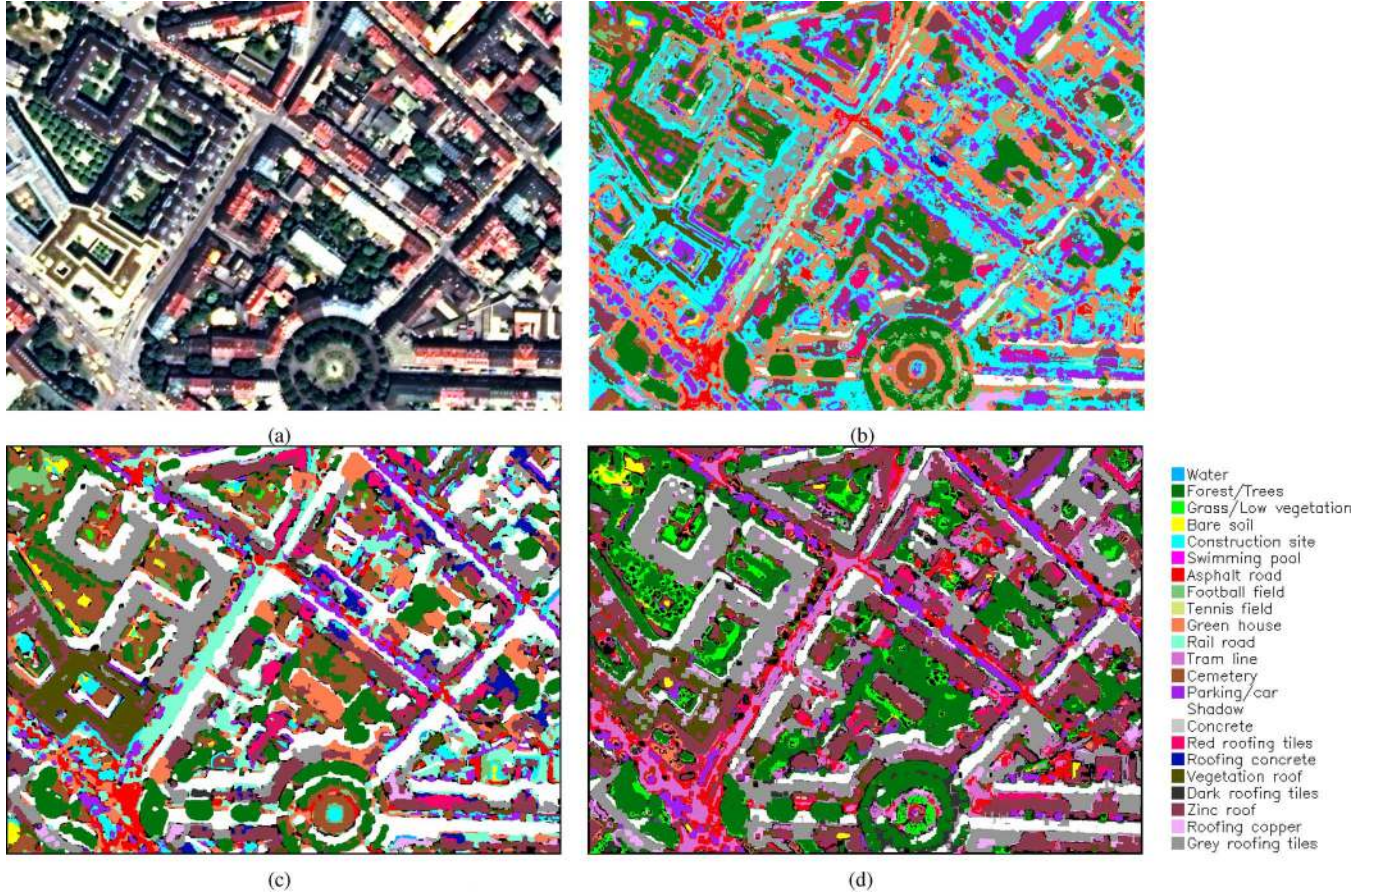 (a)
(b)
(c)
(d)
Water
Forest/Trees
Grass/Low vegetation
Bare soil
Construction site
Swimming pool
Asphalt road
Football field
Tennis field
Green house
Rail road
Tram line
Cemetery
Parking/car
Shadow
Concrete
Red roofing tiles
Roofing concrete
Vegetation roof
Dark roofing tiles
Zinc roof
Roofing copper
Grey roofing tiles